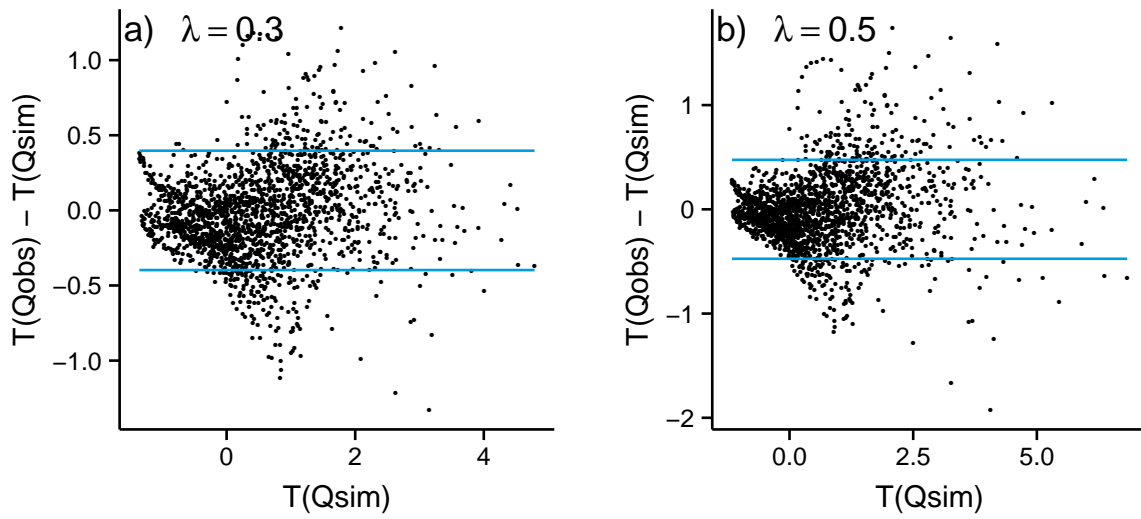 a) λ = 0.3
T(Qobs) − T(Qsim)
1.0
0.5
0.0
−0.5
−1.0
0 2 4
T(Qsim)
b) λ = 0.5
T(Qobs) − T(Qsim)
1
0
−1
−2
0.0 2.5 5.0
T(Qsim)